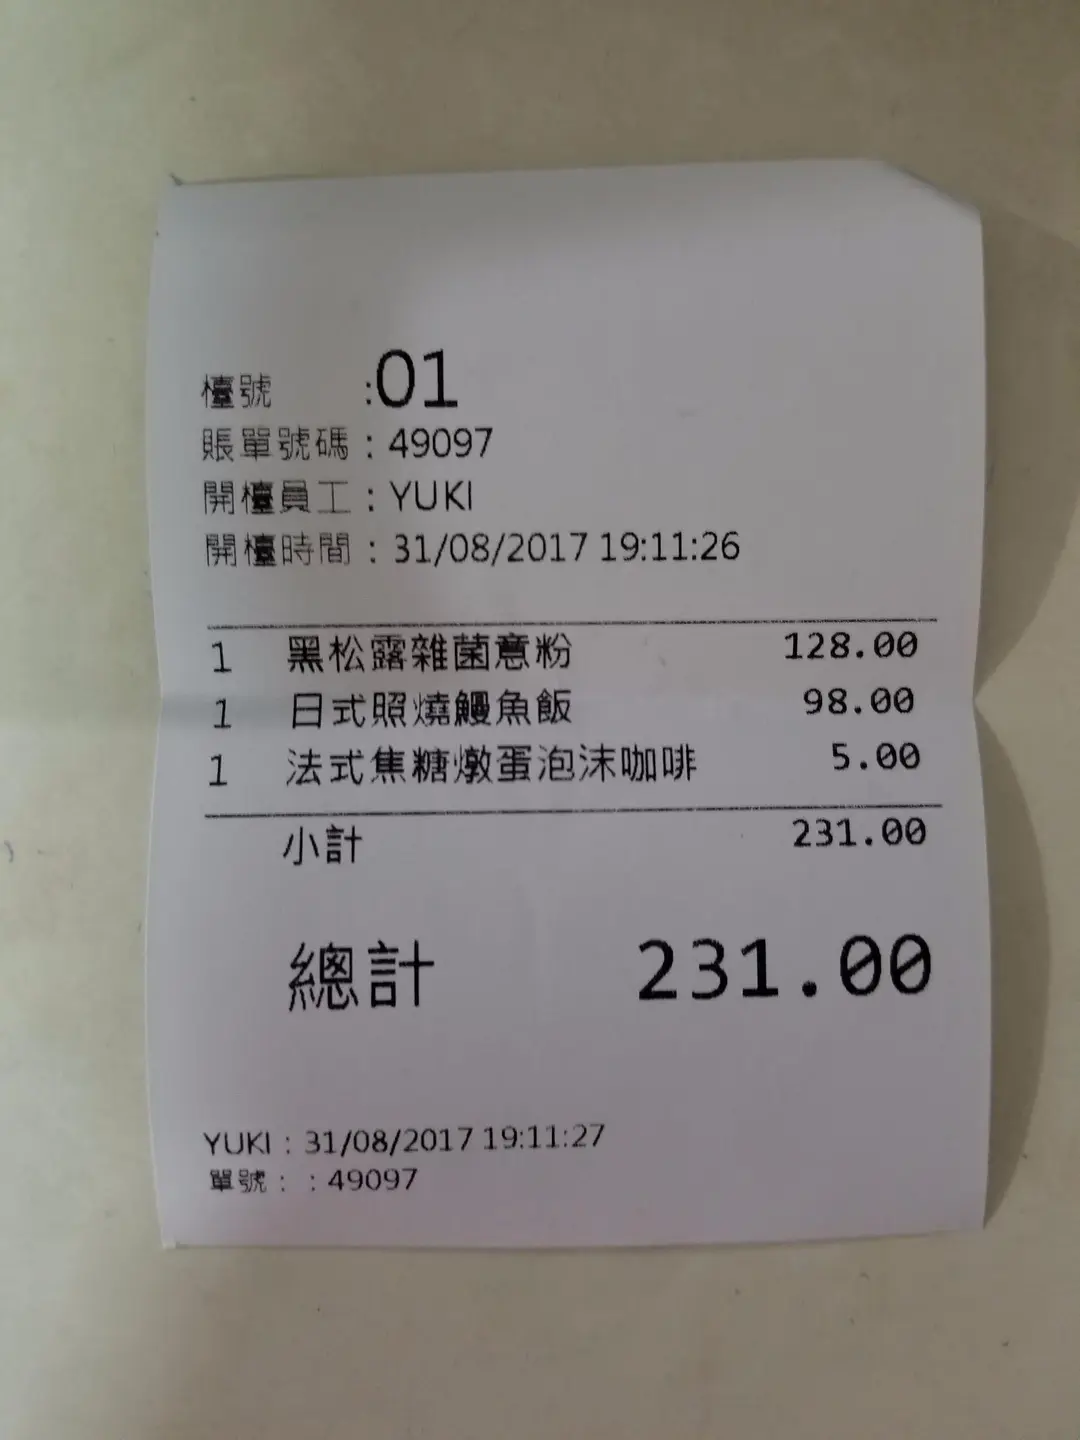 檯號 :01
賬單號碼 : 49097
開檯員工 : YUKI
開檯時間 : 31/08/2017 19:11:26
1 黑松露雜菌意粉 128.00
1 日式照燒鰻魚飯 98.00
1 法式焦糖燉蛋泡沫咖啡 5.00
小計 231.00
總計 231.00
YUKI : 31/08/2017 19:11:27
單號 : : 49097